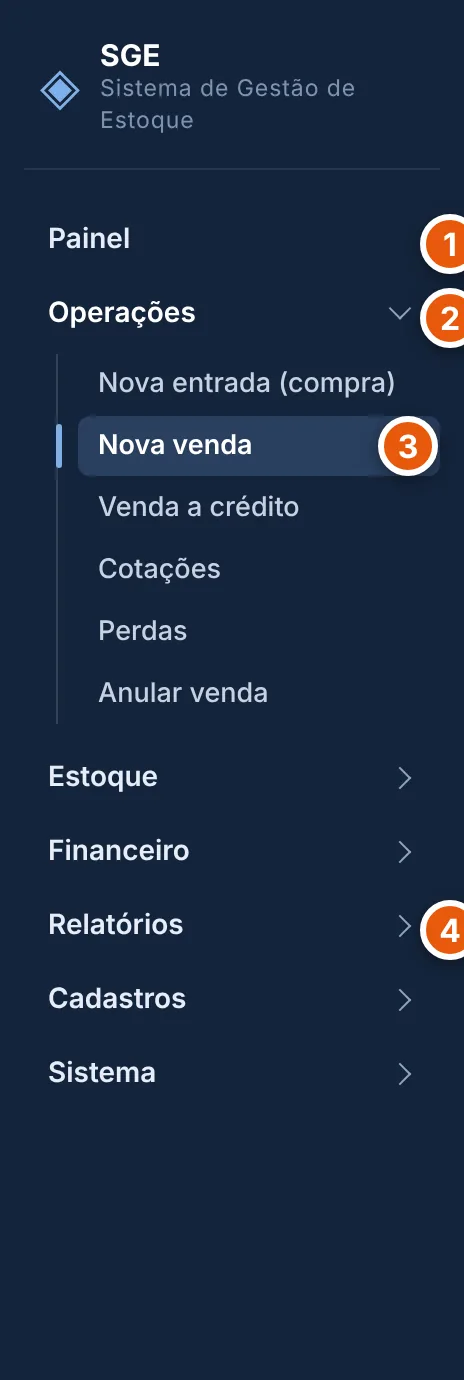 SGE
Sistema de Gestão de
Estoque
Painel
1
Operações
2
Nova entrada (compra)
Nova venda
3
Venda a crédito
Cotações
Perdas
Anular venda
Estoque
Financeiro
Relatórios
4
Cadastros
Sistema